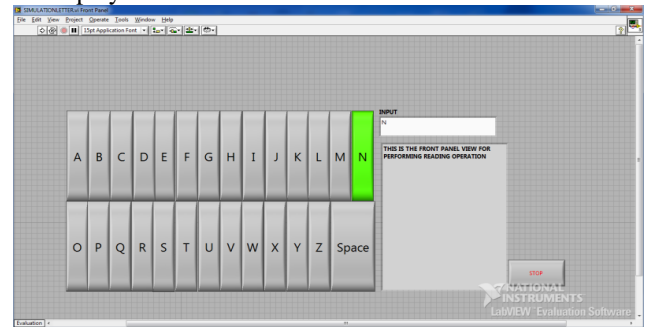 SIMULATIONLETTER.vi Front Panel
File Edit View Project Operate Tools Window Help
15pt Application Font
INPUT
N
A B C D E F G H I J K L M N
THIS IS THE FRONT PANEL VIEW FOR
PERFORMING READING OPERATION
O P Q R S T U V W X Y Z Space
STOP
NATIONAL
INSTRUMENTS
LabVIEW Evaluation Software
Evaluation